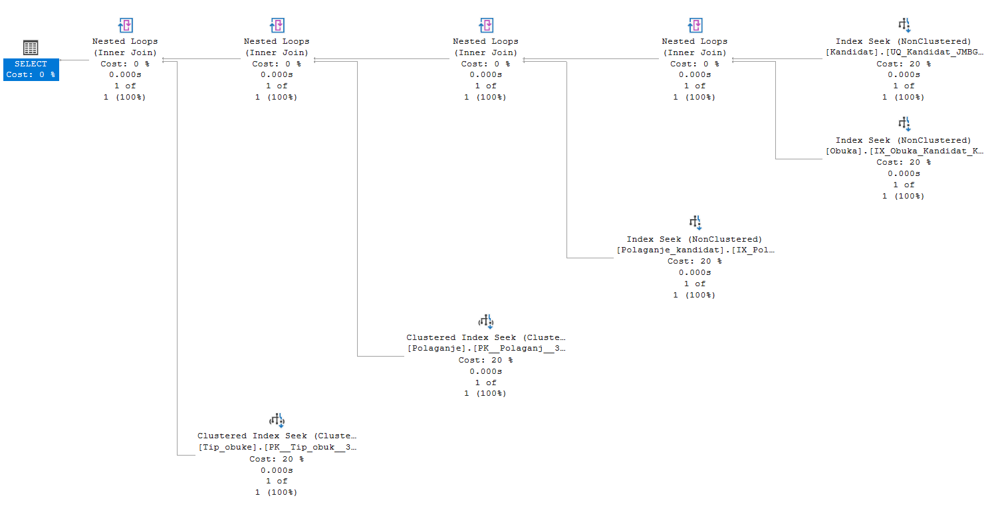 SELECT
Cost: 0 %
Nested Loops
(Inner Join)
Cost: 0 %
0.000s
1 of
1 (100%)
Nested Loops
(Inner Join)
Cost: 0 %
0.000s
1 of
1 (100%)
Nested Loops
(Inner Join)
Cost: 0 %
0.000s
1 of
1 (100%)
Nested Loops
(Inner Join)
Cost: 0 %
0.000s
1 of
1 (100%)
Index Seek (NonClustered)
[Kandidat].[UQ_Kandidat_JMBG…
Cost: 20 %
0.000s
1 of
1 (100%)
Index Seek (NonClustered)
[Obuka].[IX_Obuka_Kandidat_K…
Cost: 20 %
0.000s
1 of
1 (100%)
Index Seek (NonClustered)
[Polaganje_kandidat].[IX_Pol…
Cost: 20 %
0.000s
1 of
1 (100%)
Clustered Index Seek (Cluste…
[Polaganje].[PK__Polaganj__3…
Cost: 20 %
0.000s
1 of
1 (100%)
Clustered Index Seek (Cluste…
[Tip_obuke].[PK__Tip_obuk__3…
Cost: 20 %
0.000s
1 of
1 (100%)